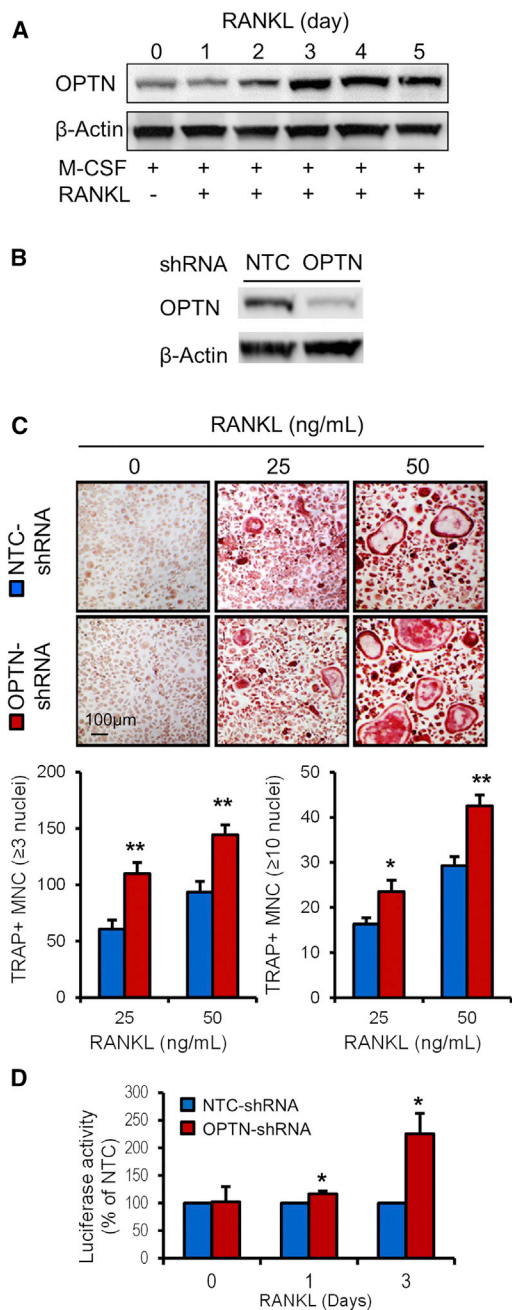 A
RANKL (day)
0 1 2 3 4 5
OPTN
β-Actin
M-CSF + + + + + +
RANKL - + + + + +
B
shRNA NTC OPTN
OPTN
β-Actin
C
RANKL (ng/mL)
0 25 50
NTC-
shRNA
OPTN-
shRNA
100μm
TRAP+ MNC (≥3 nuclei)
200
150
100
50
0
**
**
25 50
RANKL (ng/mL)
TRAP+ MNC (≥10 nuclei)
50
40
30
20
10
0
*
**
25 50
RANKL (ng/mL)
D
Luciferase activity
(% of NTC)
300
250
200
150
100
50
0
NTC-shRNA
OPTN-shRNA
*
*
0 1 3
RANKL (Days)